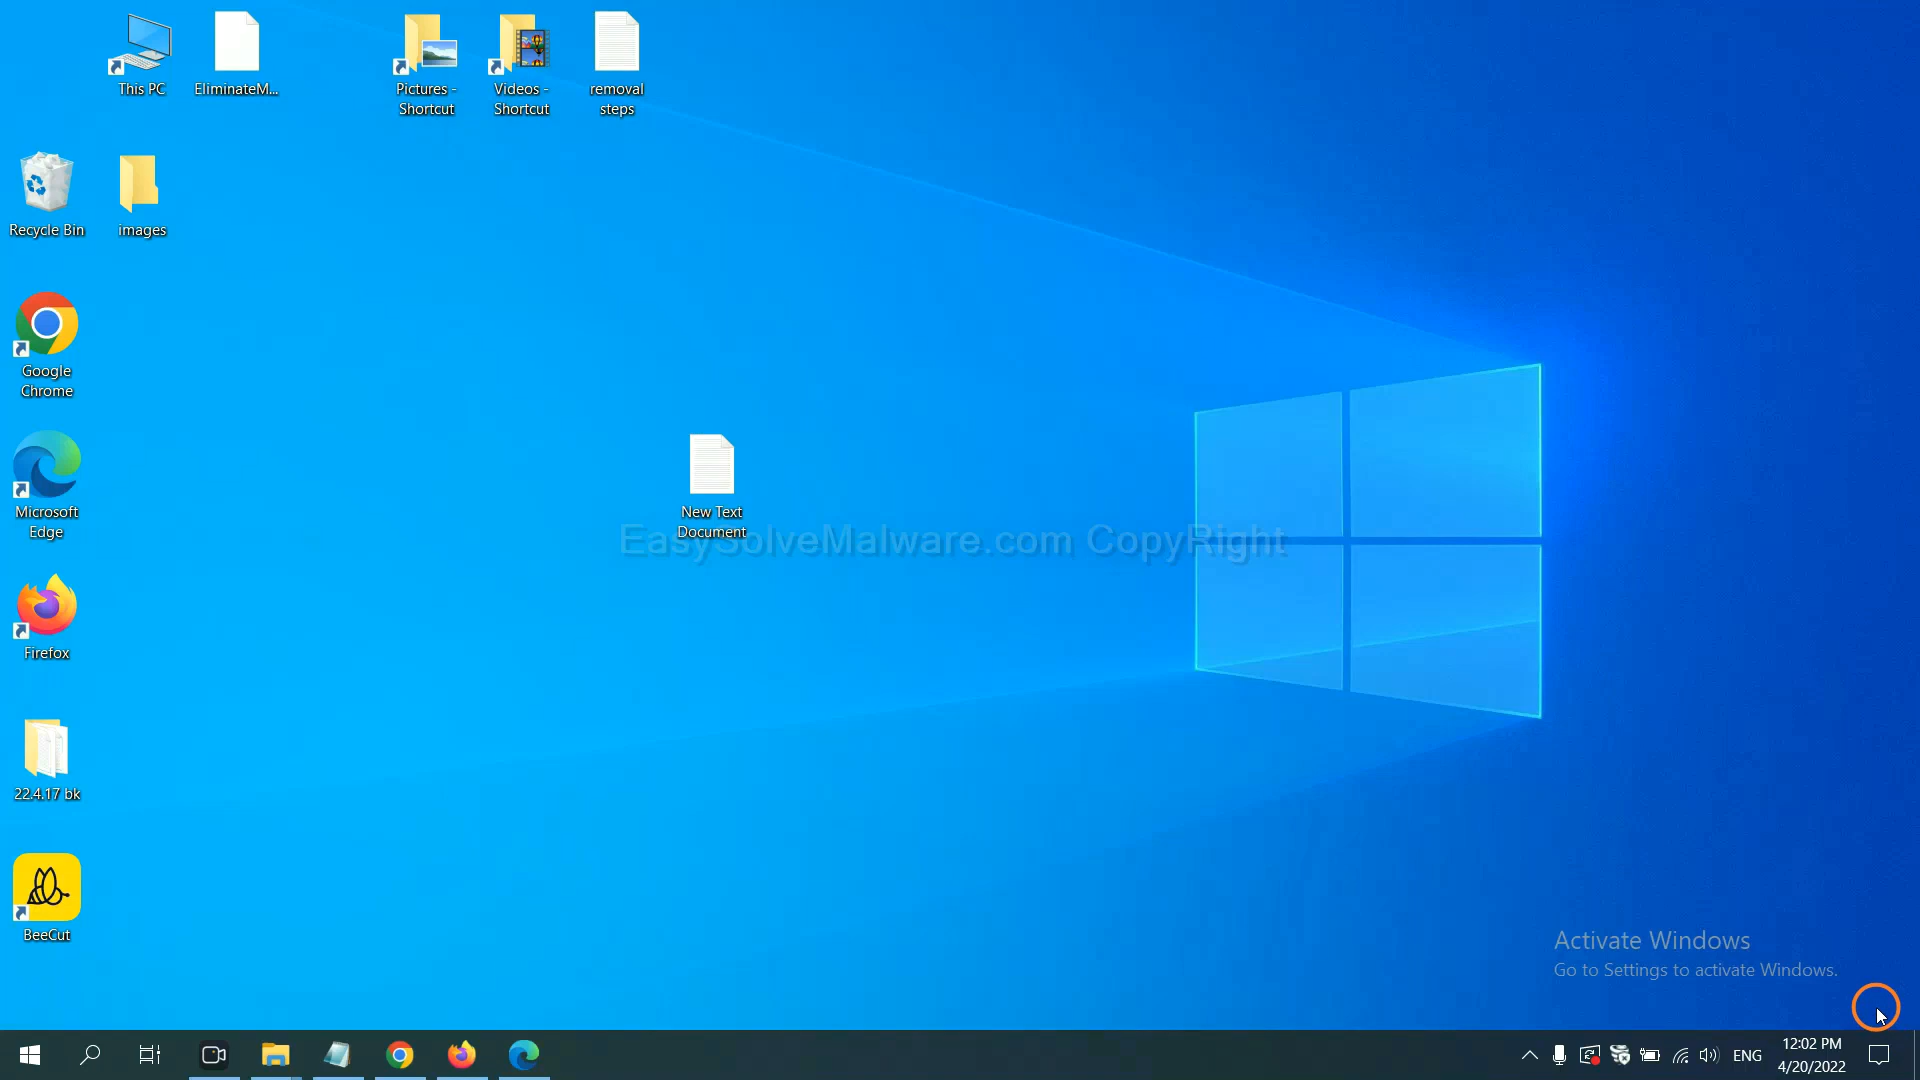 This PC
EliminateM...
Pictures -
Shortcut
Videos -
Shortcut
removal
steps
Recycle Bin
images
Google
Chrome
Microsoft
Edge
New Text
Document
EasySolveMalware.com CopyRight
Firefox
22.4.17 bk
BeeCut
Activate Windows
Go to Settings to activate Windows.
ENG
12:02 PM
4/20/2022